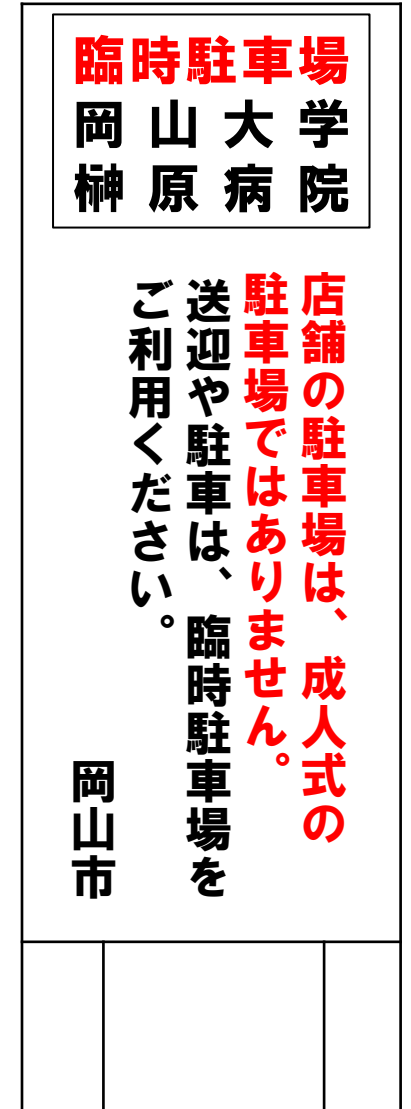 臨時駐車場
岡山大学
榊原病院
店舗の駐車場は、成人式の
駐車場ではありません。
送迎や駐車は、臨時駐車場を
ご利用ください。
岡山市